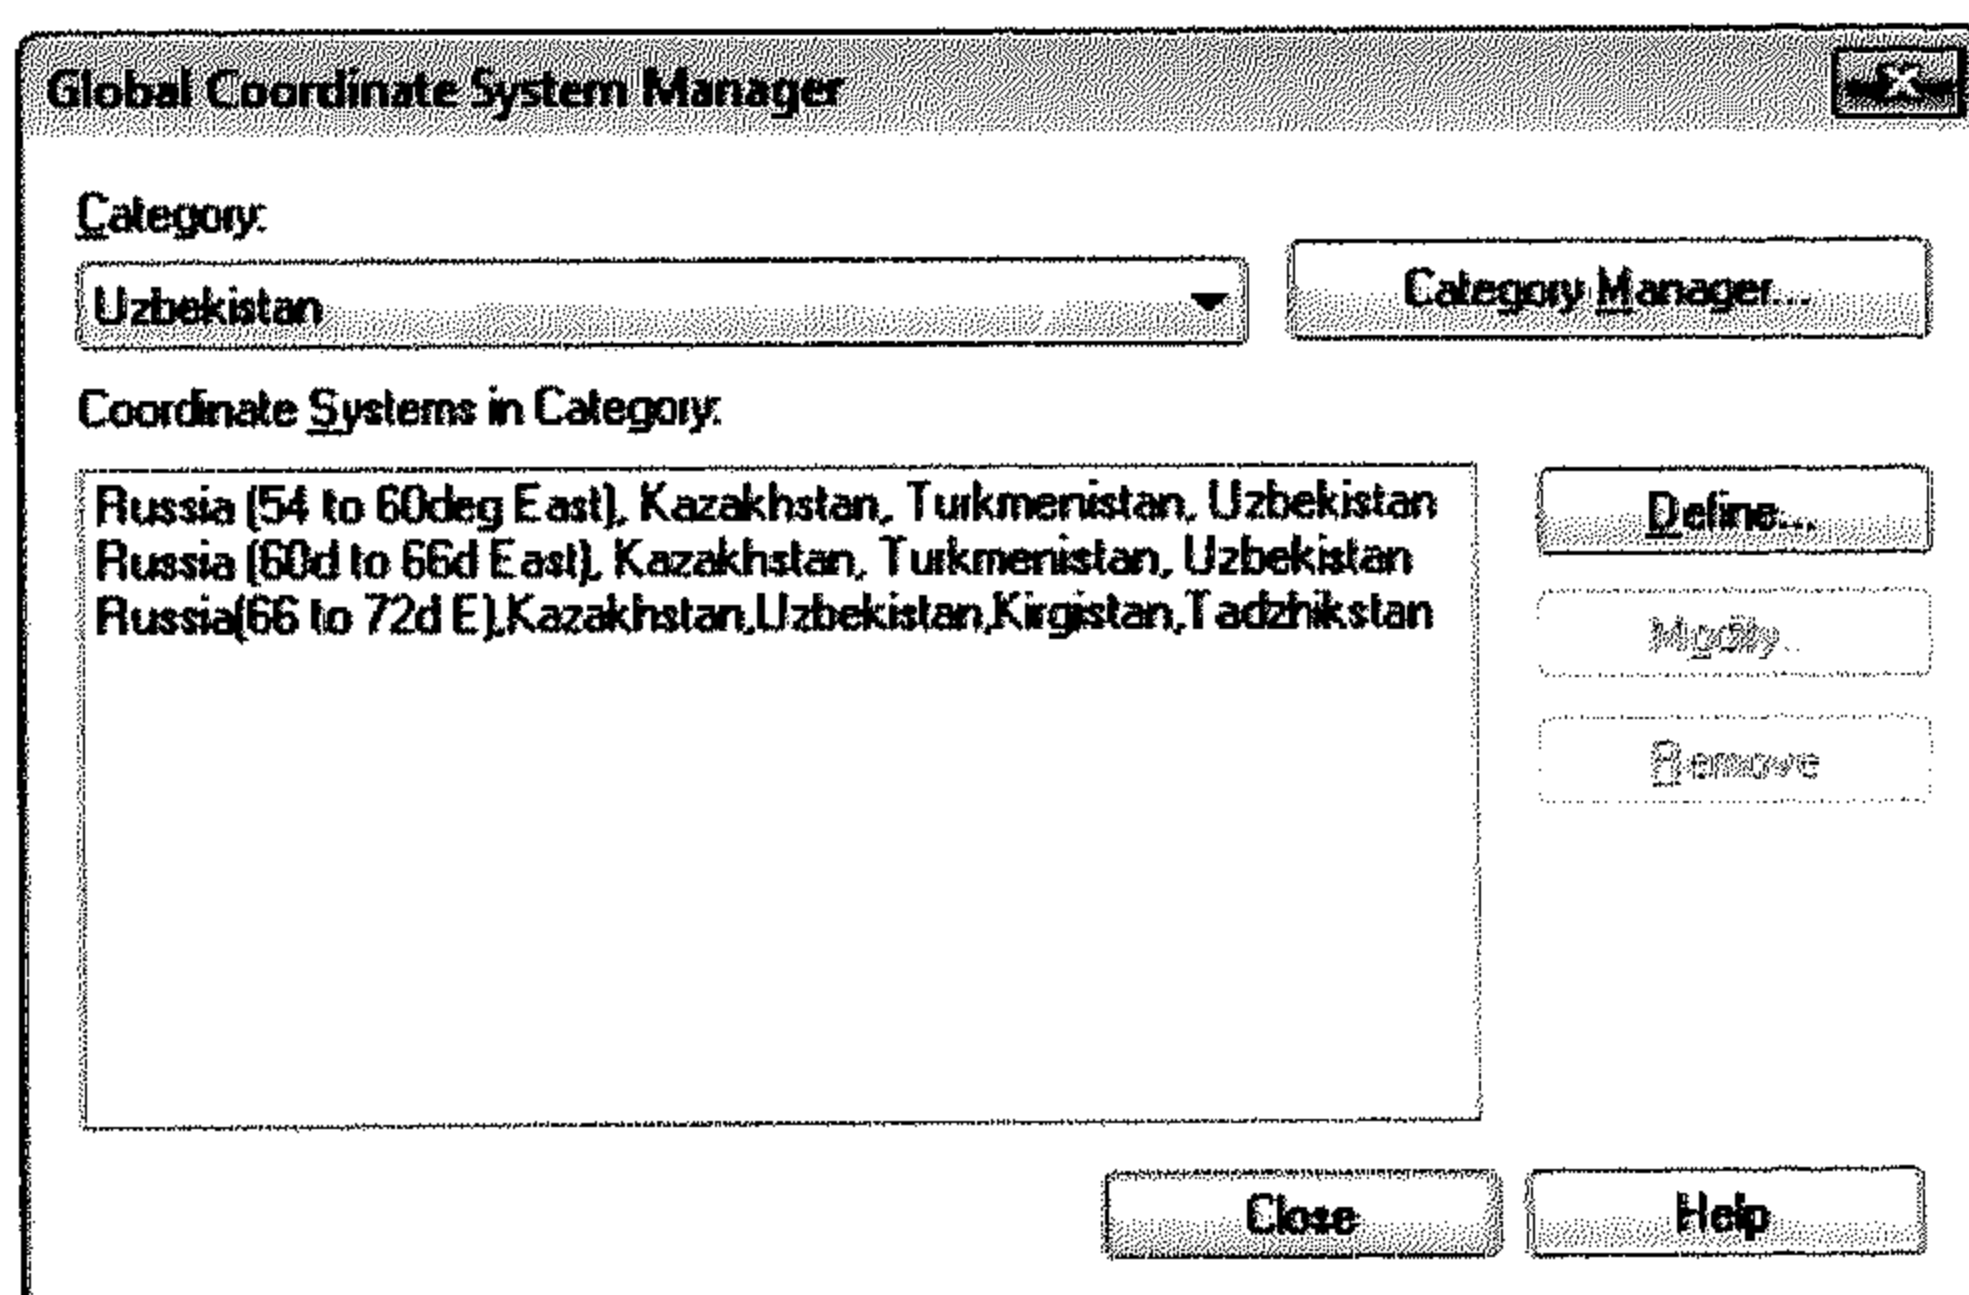 Global Coordinate System Manager
Category:
Uzbekistan
Category Manager...
Coordinate Systems in Category:
Russia (54 to 60deg East), Kazakhstan, Turkmenistan, Uzbekistan
Russia (60d to 66d East), Kazakhstan, Turkmenistan, Uzbekistan
Russia(66 to 72d E),Kazakhstan,Uzbekistan,Kirgistan,Tadzhikstan
Define...
Modify...
Remove
Close
Help